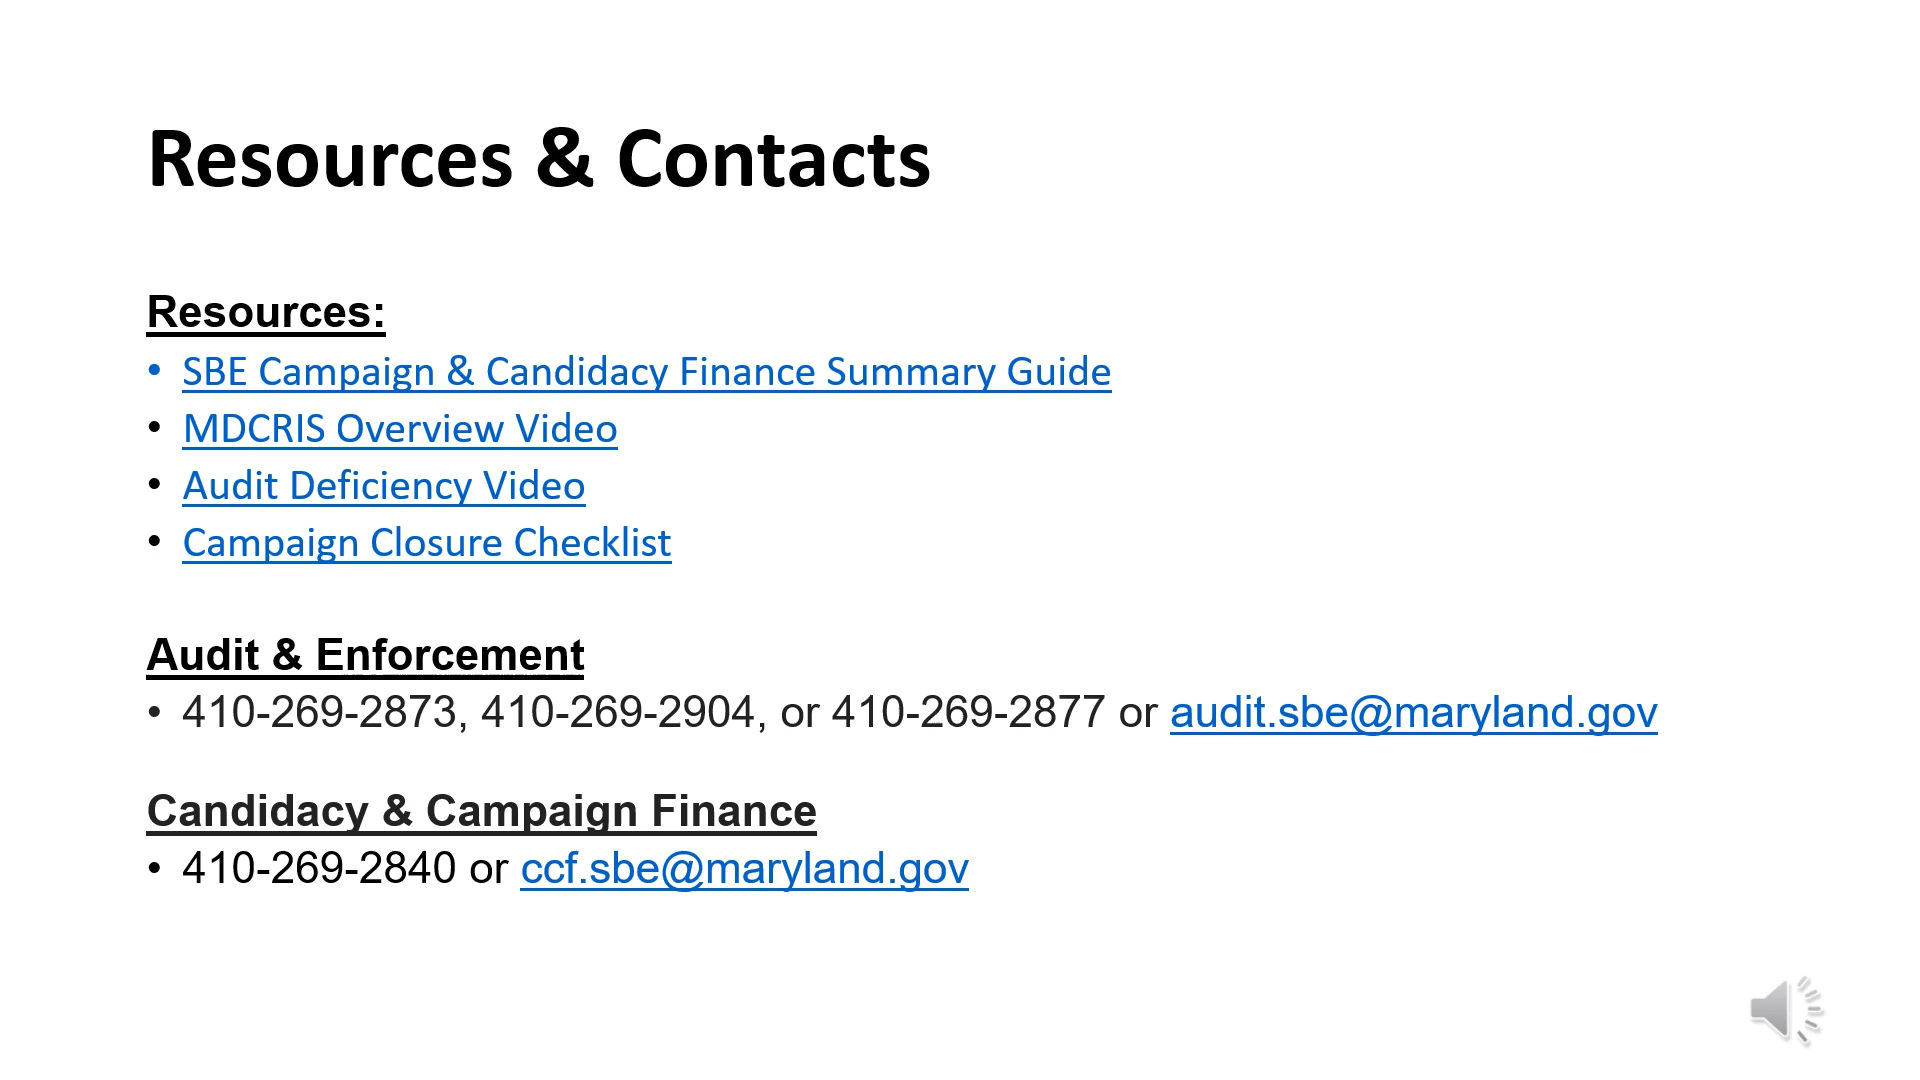 Resources & Contacts
Resources:
• SBE Campaign & Candidacy Finance Summary Guide
• MDCRIS Overview Video
• Audit Deficiency Video
• Campaign Closure Checklist
Audit & Enforcement
• 410-269-2873, 410-269-2904, or 410-269-2877 or audit.sbe@maryland.gov
Candidacy & Campaign Finance
• 410-269-2840 or ccf.sbe@maryland.gov